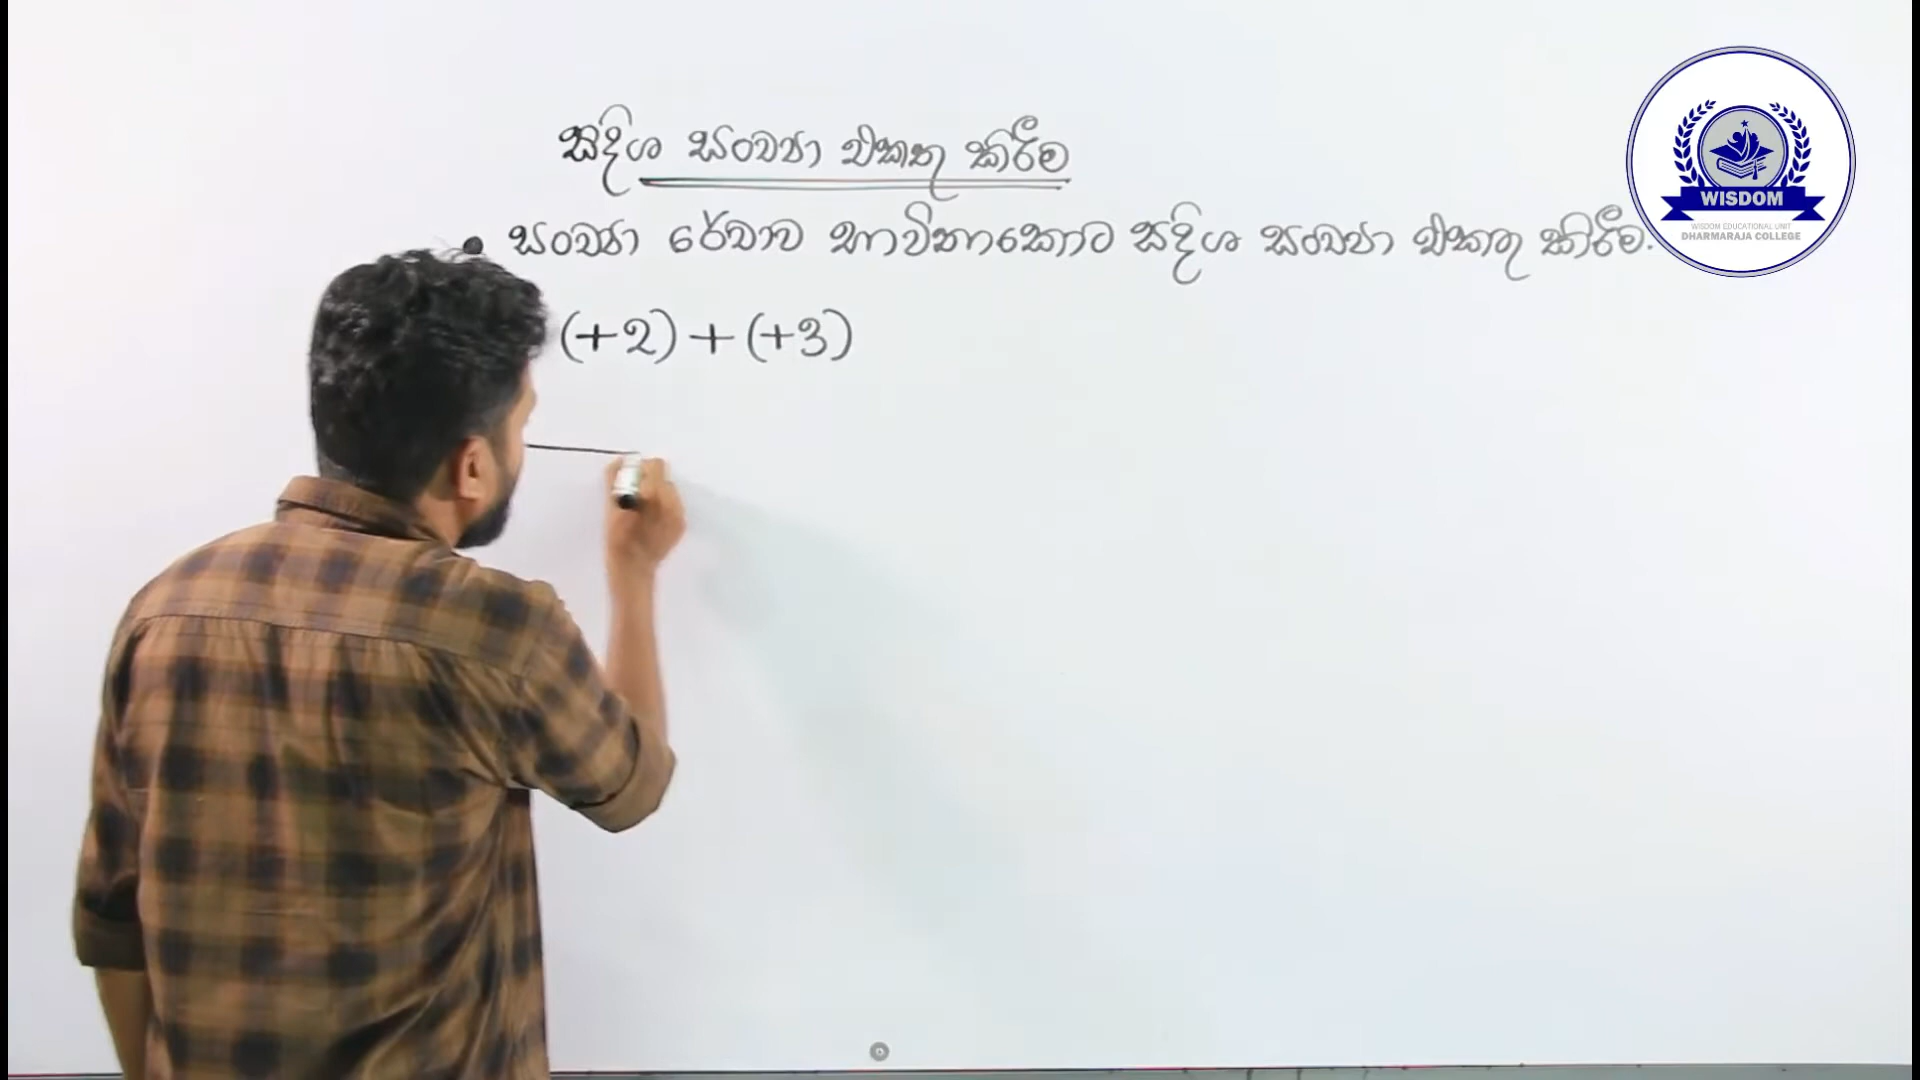 සදිශ සංඛ්‍යා එකතු කිරීම
• සංඛ්‍යා රේඛාව භාවිතාකොට සදිශ සංඛ්‍යා එකතු කිරීම.
(+2) + (+3)
WISDOM
WISDOM EDUCATIONAL UNIT
DHARMARAJA COLLEGE